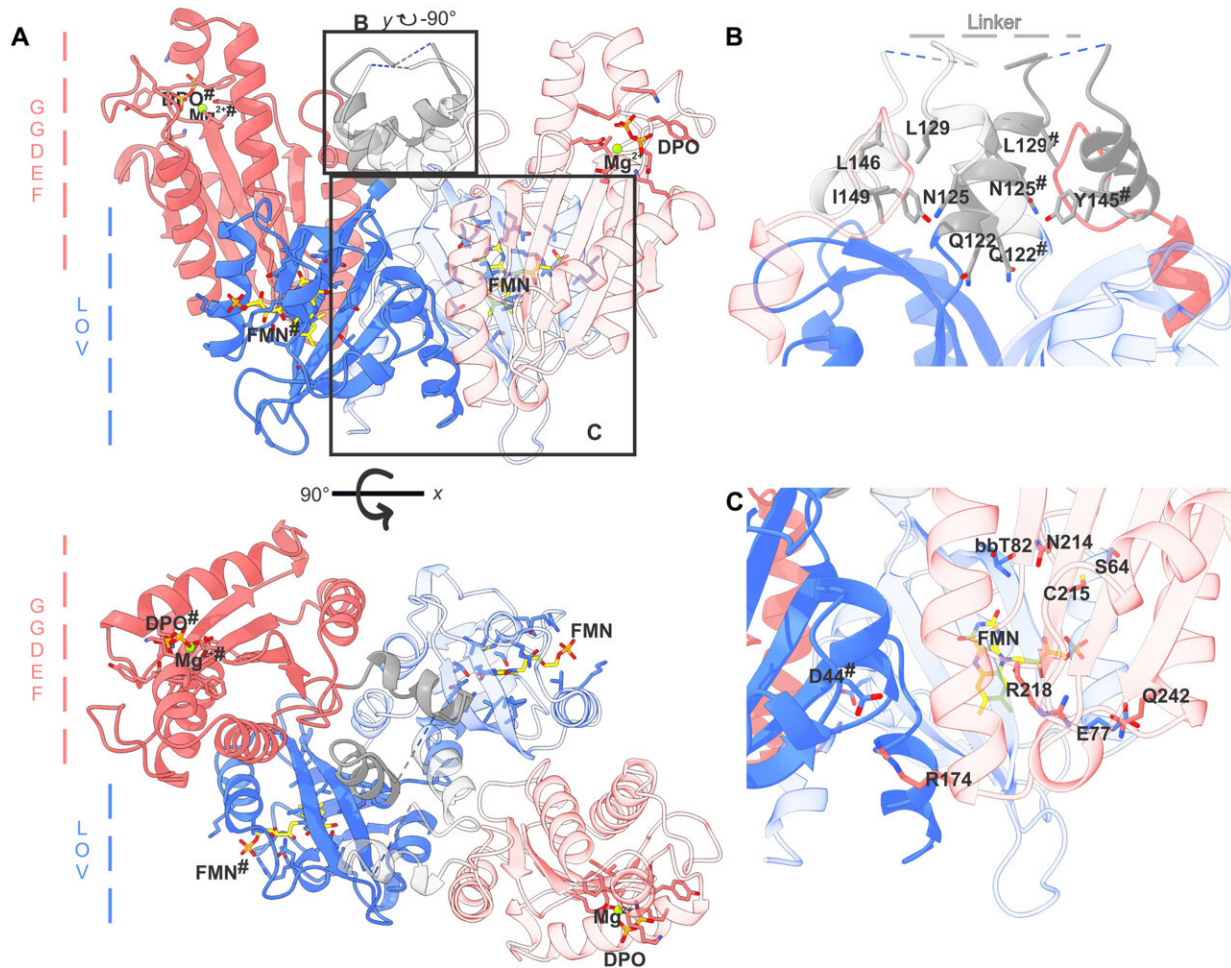 A
B
y -90°
G
G
D
E
F
L
O
V
DPO#
Mg2+#
Mg2
DPO
FMN
FMN#
C
90° x
G
G
D
E
F
L
O
V
DPO#
Mg2+#
FMN
FMN#
Mg
DPO
B
Linker
L129
L129#
L146
I149
N125
N125#
Y145#
Q122
Q122#
C
bbT82
N214
S64
C215
FMN
D44#
R218
Q242
E77
R174